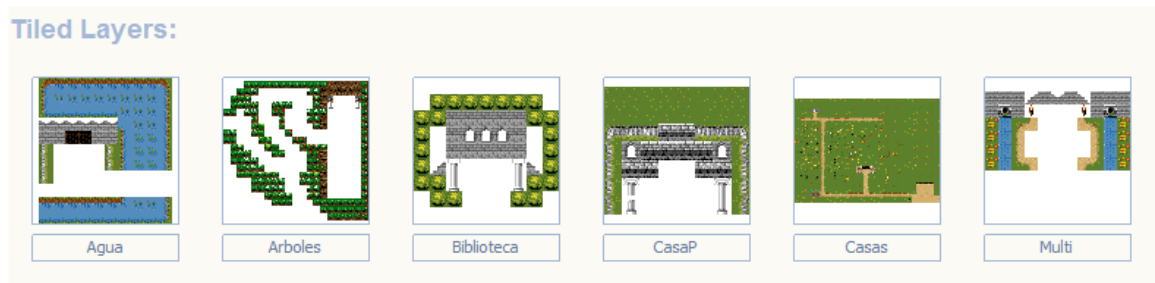 Tiled Layers:
Agua
Arboles
Biblioteca
CasaP
Casas
Multi